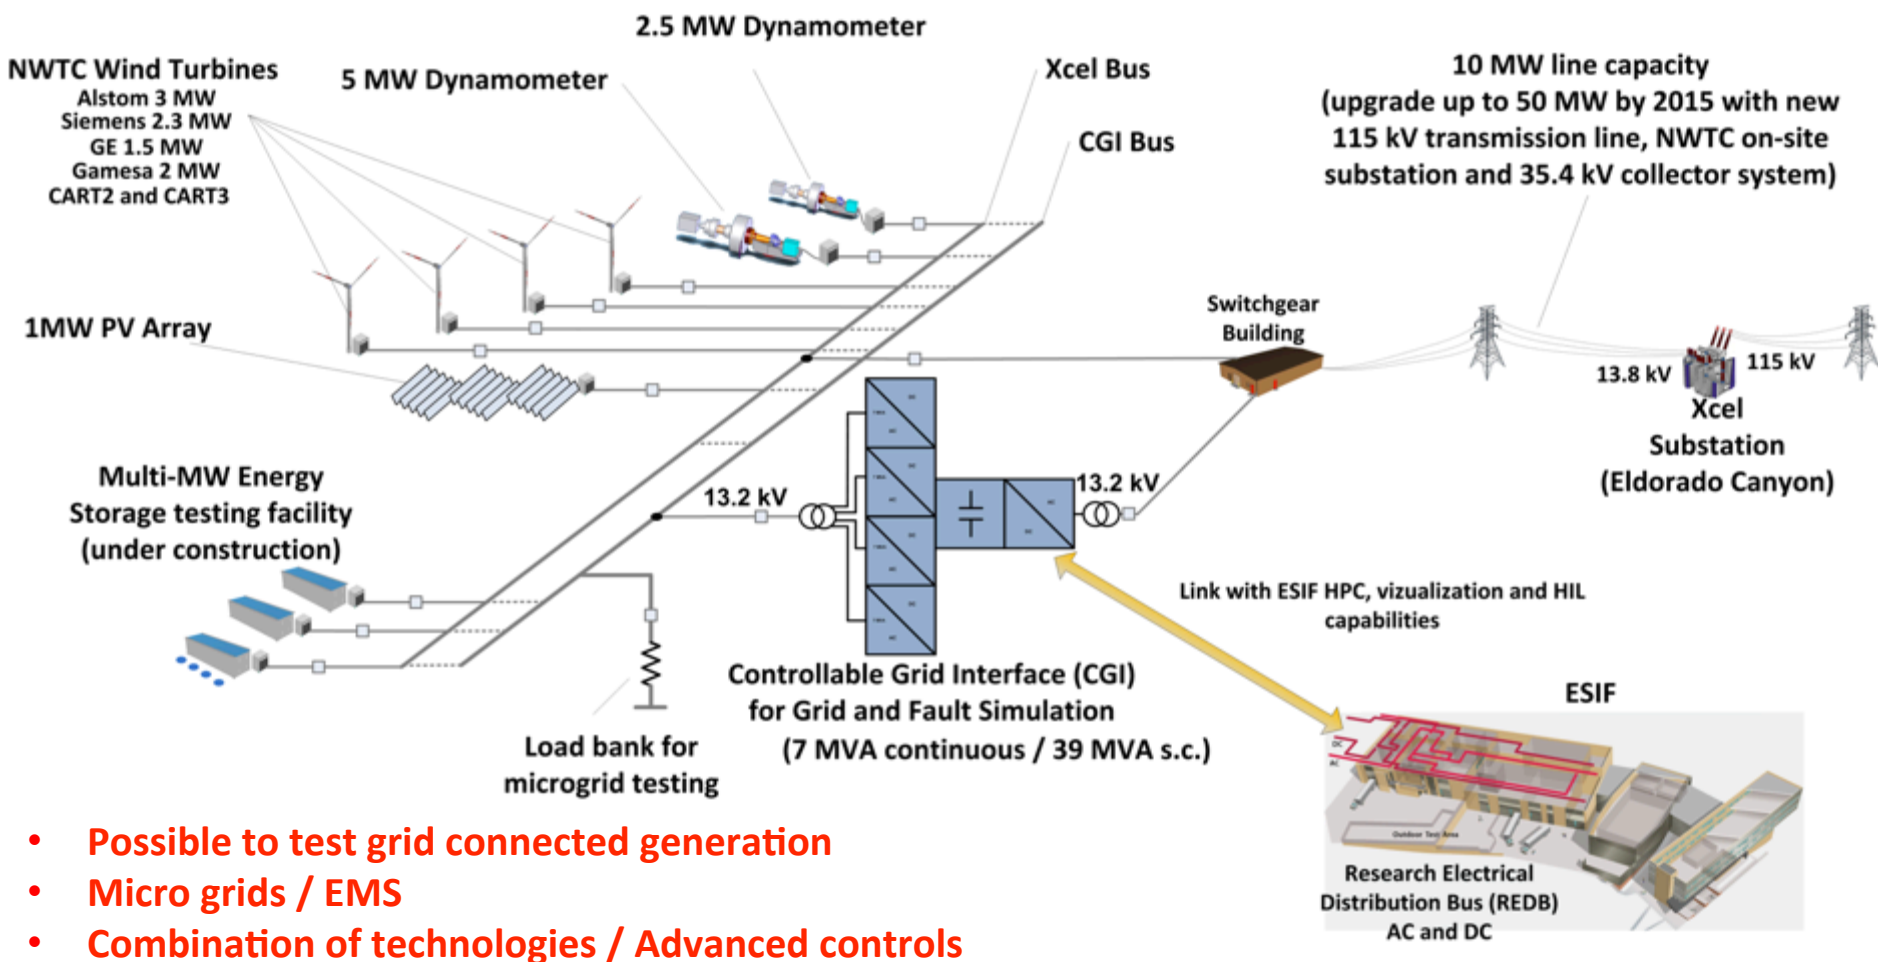 2.5 MW Dynamometer
NWTC Wind Turbines
Alstom 3 MW
Siemens 2.3 MW
GE 1.5 MW
Gamesa 2 MW
CART2 and CART3
5 MW Dynamometer
Xcel Bus
CGI Bus
10 MW line capacity
(upgrade up to 50 MW by 2015 with new
115 kV transmission line, NWTC on-site
substation and 35.4 kV collector system)
1MW PV Array
Switchgear
Building
13.8 kV
115 kV
Xcel
Substation
(Eldorado Canyon)
Multi-MW Energy
Storage testing facility
(under construction)
13.2 kV
13.2 kV
Link with ESIF HPC, vizualization and HIL
capabilities
Controllable Grid Interface (CGI)
for Grid and Fault Simulation
(7 MVA continuous / 39 MVA s.c.)
Load bank for
microgrid testing
ESIF
DC
AC
Outdoor Test Area
Research Electrical
Distribution Bus (REDB)
AC and DC
• Possible to test grid connected generation
• Micro grids / EMS
• Combination of technologies / Advanced controls